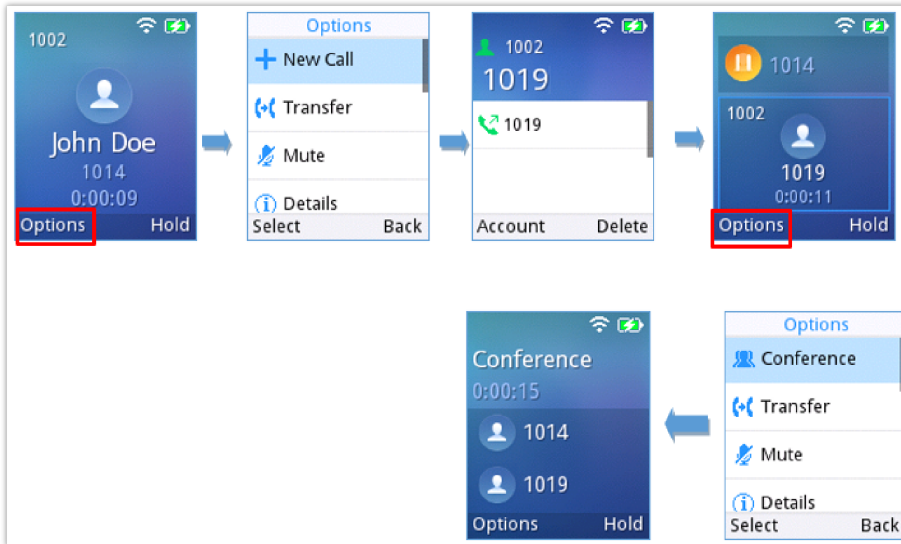 1002
John Doe
1014
0:00:09
Options Hold
Options
New Call
Transfer
Mute
Details
Select Back
1002
1019
1019
Account Delete
1014
1002
1019
0:00:11
Options Hold
Conference
0:00:15
1014
1019
Options Hold
Options
Conference
Transfer
Mute
Details
Select Back